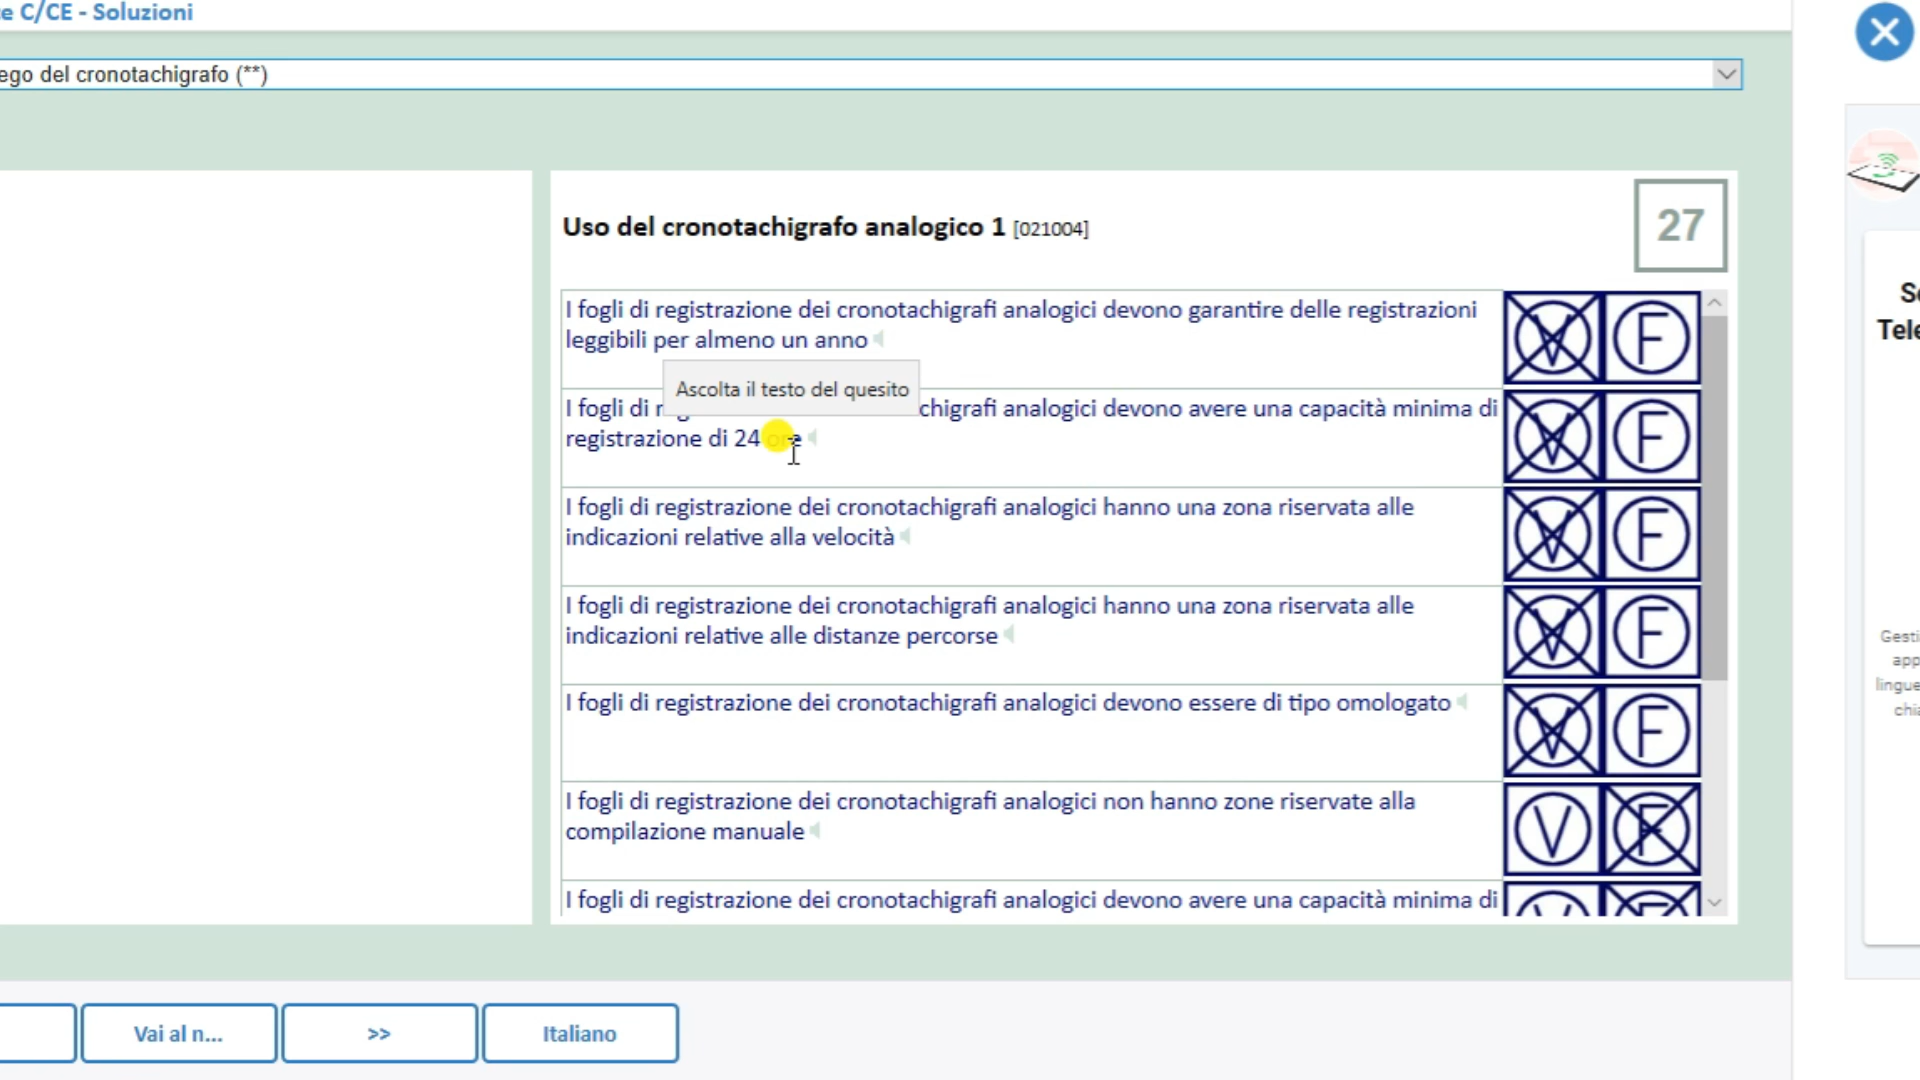 e C/CE - Soluzioni
ego del cronotachigrafo (**)
Uso del cronotachigrafo analogico 1 [021004]
27
I fogli di registrazione dei cronotachigrafi analogici devono garantire delle registrazioni
leggibili per almeno un anno
V F
Ascolta il testo del quesito
I fogli di r chigrafi analogici devono avere una capacità minima di
registrazione di 24 ore
V F
I fogli di registrazione dei cronotachigrafi analogici hanno una zona riservata alle
indicazioni relative alla velocità
V F
I fogli di registrazione dei cronotachigrafi analogici hanno una zona riservata alle
indicazioni relative alle distanze percorse
V F
I fogli di registrazione dei cronotachigrafi analogici devono essere di tipo omologato
V F
I fogli di registrazione dei cronotachigrafi analogici non hanno zone riservate alla
compilazione manuale
V F
I fogli di registrazione dei cronotachigrafi analogici devono avere una capacità minima di
V F
Vai al n...
>>
Italiano
Tele
Gesti
app
lingue
chia